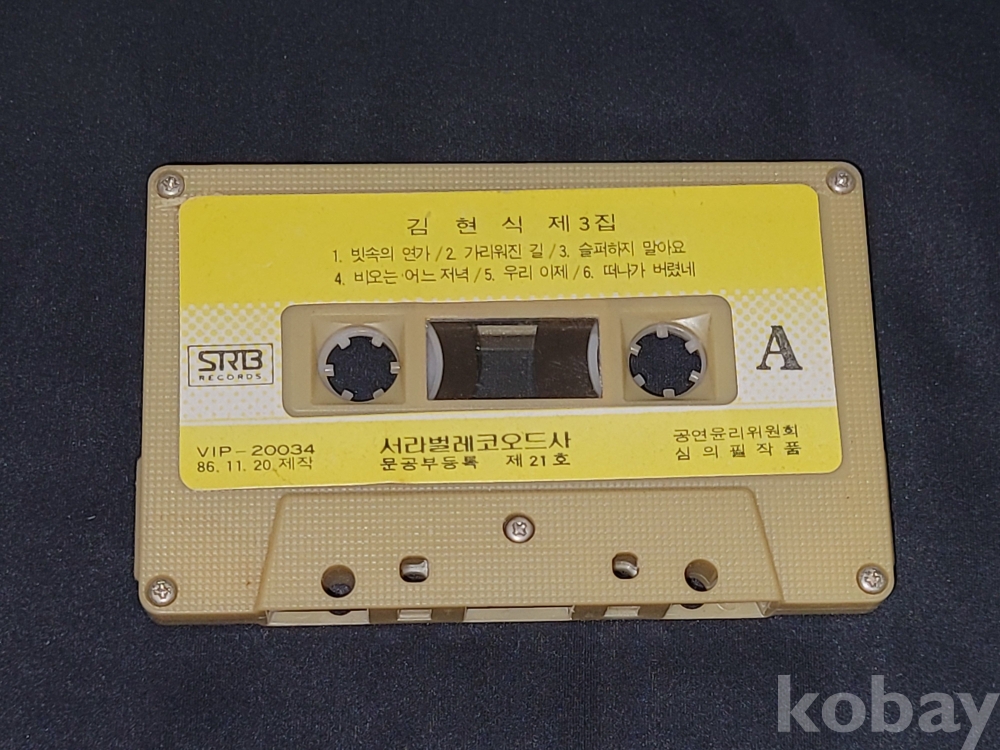 김 현 식 제3집
1. 빗속의 연가 / 2. 가리워진 길 / 3. 슬퍼하지 말아요
4. 비오는 어느 저녁 / 5. 우리 이제 / 6. 떠나가 버렸네
SRB
RECORDS
A
VIP-20034
86. 11. 20. 제작
서라벌레코오드사
문공부등록 제21호
공연윤리위원회
심의필작품
kobay